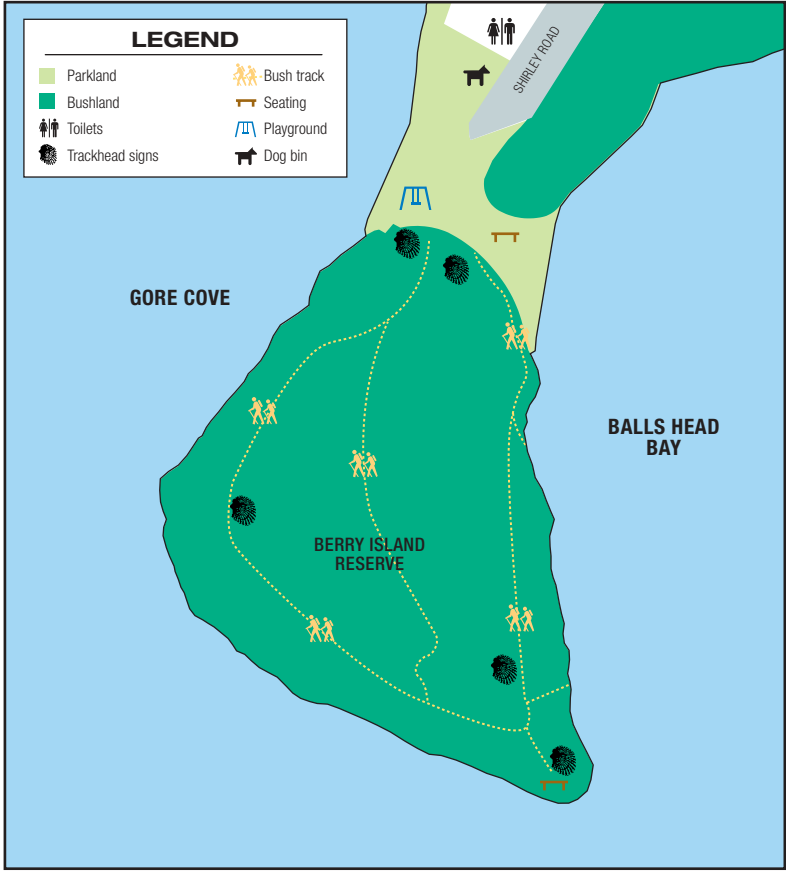 LEGEND
Parkland
Bushland
Toilets
Trackhead signs
Bush track
Seating
Playground
Dog bin
SHIRLEY ROAD
GORE COVE
BALLS HEAD
BAY
BERRY ISLAND
RESERVE